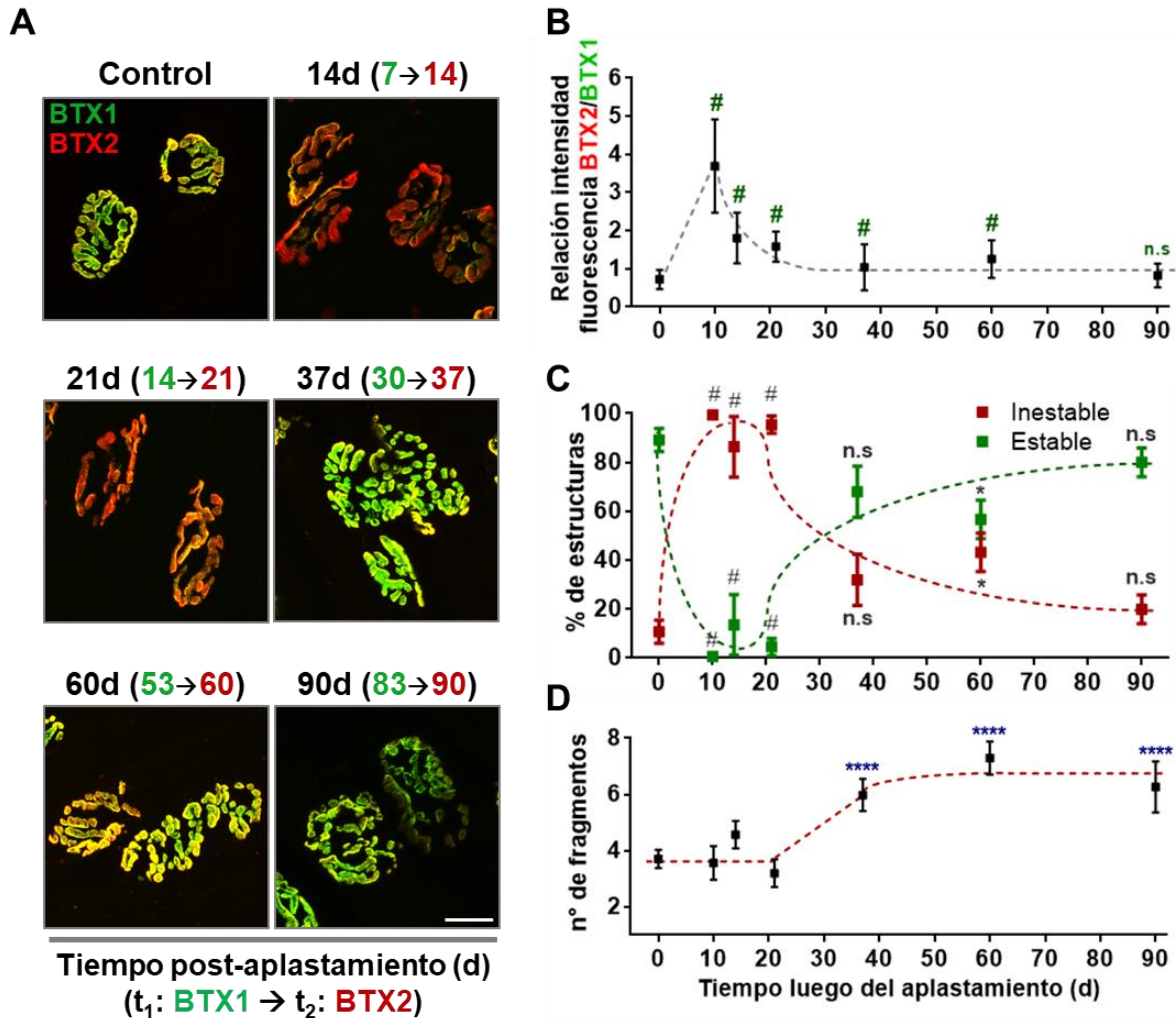 A
Control
14d (7→14)
BTX1
BTX2
21d (14→21)
37d (30→37)
60d (53→60)
90d (83→90)
Tiempo post-aplastamiento (d)
(t₁: BTX1 → t₂: BTX2)
B
Relación intensidad
fluorescencia BTX2/BTX1
6
5
4
3
2
1
0
# # # # # n.s
0 10 20 30 40 50 60 70 80 90
C
% de estructuras
100
80
60
40
20
0
Inestable
Estable
# # # n.s * n.s
# # # n.s * n.s
0 10 20 30 40 50 60 70 80 90
D
n° de fragmentos
8
6
4
2
**** **** ****
0 10 20 30 40 50 60 70 80 90
Tiempo luego del aplastamiento (d)